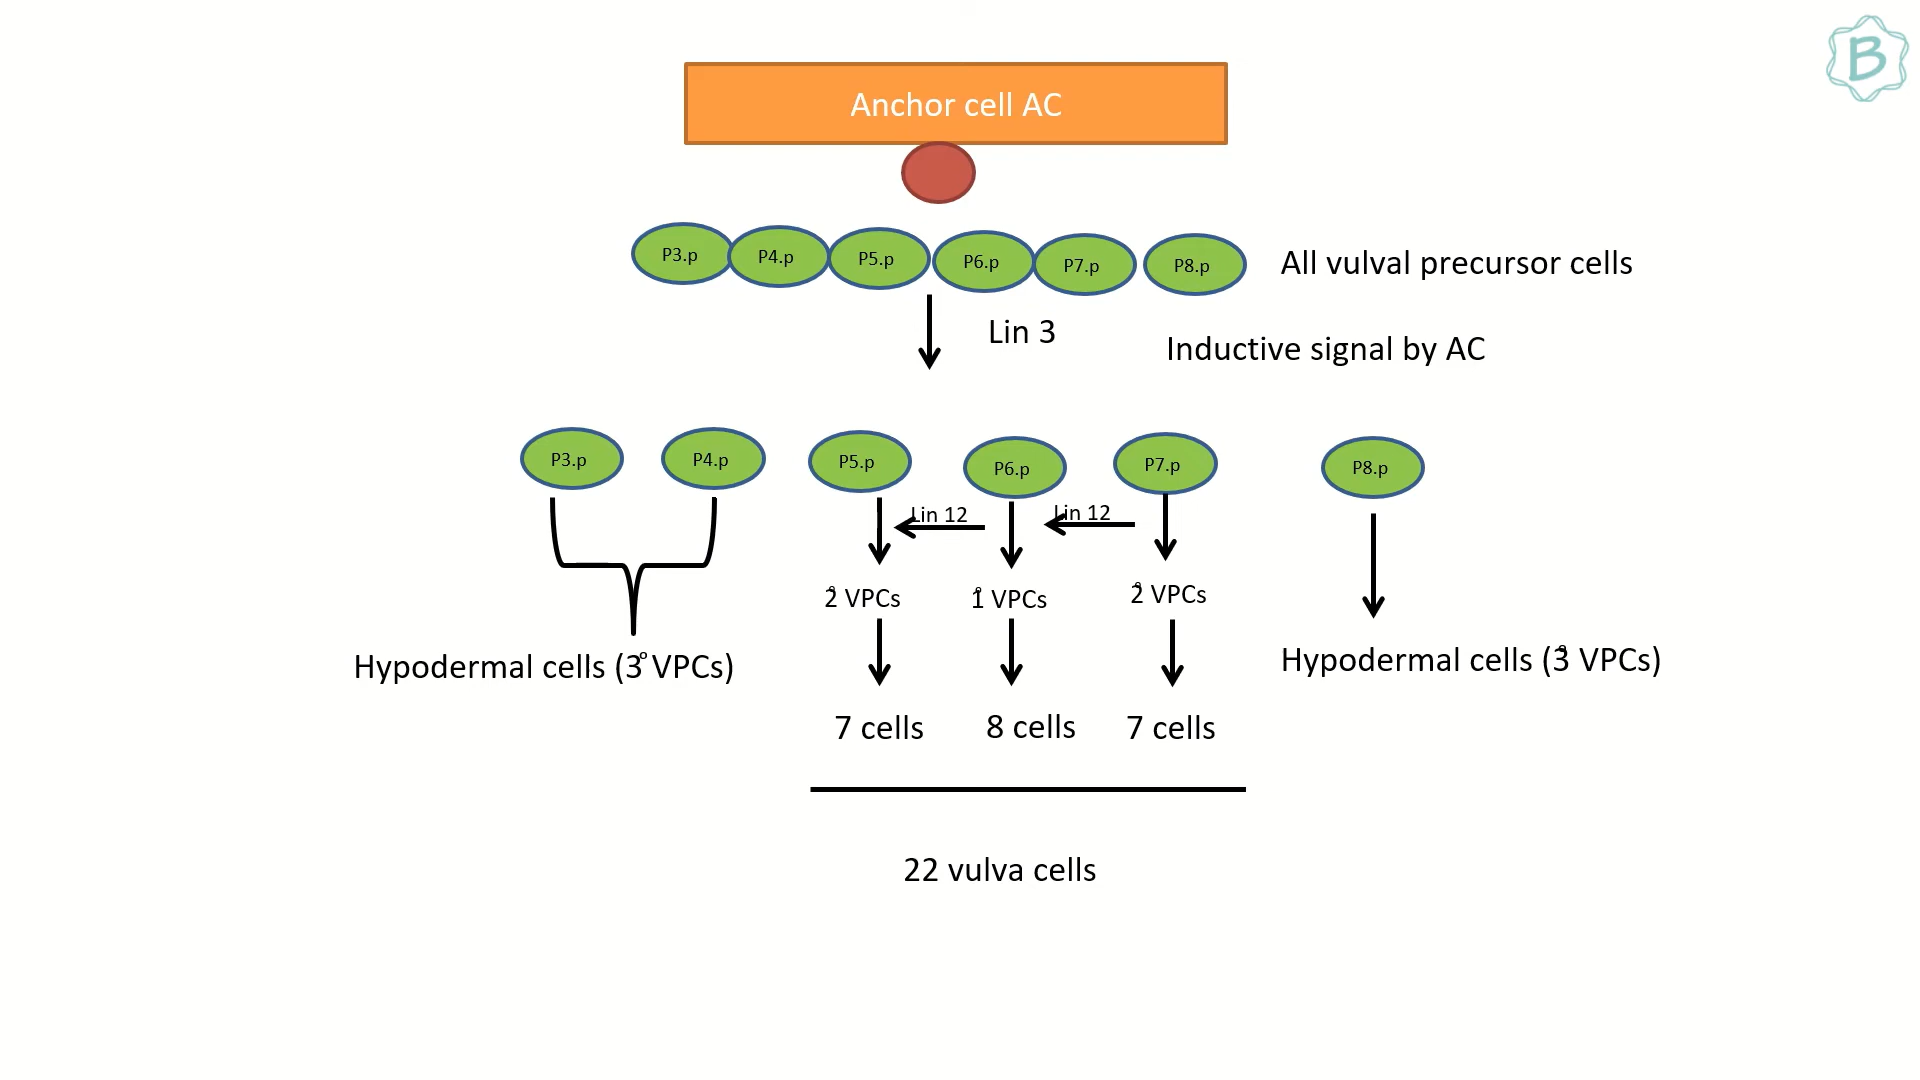 B
Anchor cell AC
P3.p
P4.p
P5.p
P6.p
P7.p
P8.p
All vulval precursor cells
Lin 3
Inductive signal by AC
P3.p
P4.p
P5.p
P6.p
P7.p
P8.p
Lin 12
Lin 12
2° VPCs
1° VPCs
2° VPCs
Hypodermal cells (3° VPCs)
Hypodermal cells (3° VPCs)
7 cells
8 cells
7 cells
22 vulva cells